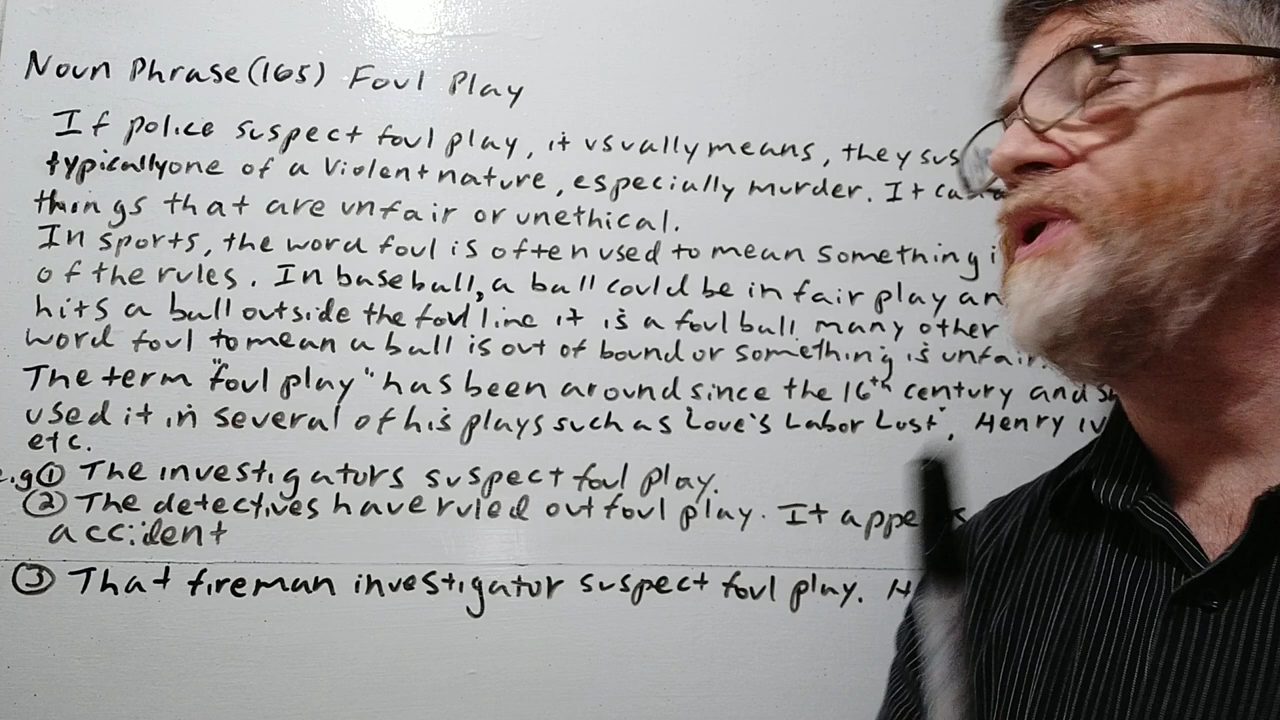 Noun Phrase (165) Foul Play
If police suspect foul play, it usually means, they sus
typically one of a violent nature, especially murder. It ca
things that are unfair or unethical.
In sports, the word foul is often used to mean something i
of the rules. In baseball, a ball could be in fair play an
hits a ball outside the foul line it is a foul ball many other
word foul to mean a ball is out of bound or something is unfair.
The term "foul play" has been around since the 16th century and sh
used it in several of his plays such as Love's Labor Lost", Henry IV
etc.
e.g ① The investigators suspect foul play.
② The detectives have ruled out foul play. It appe
accident
③ That fireman investigator suspect foul play. H